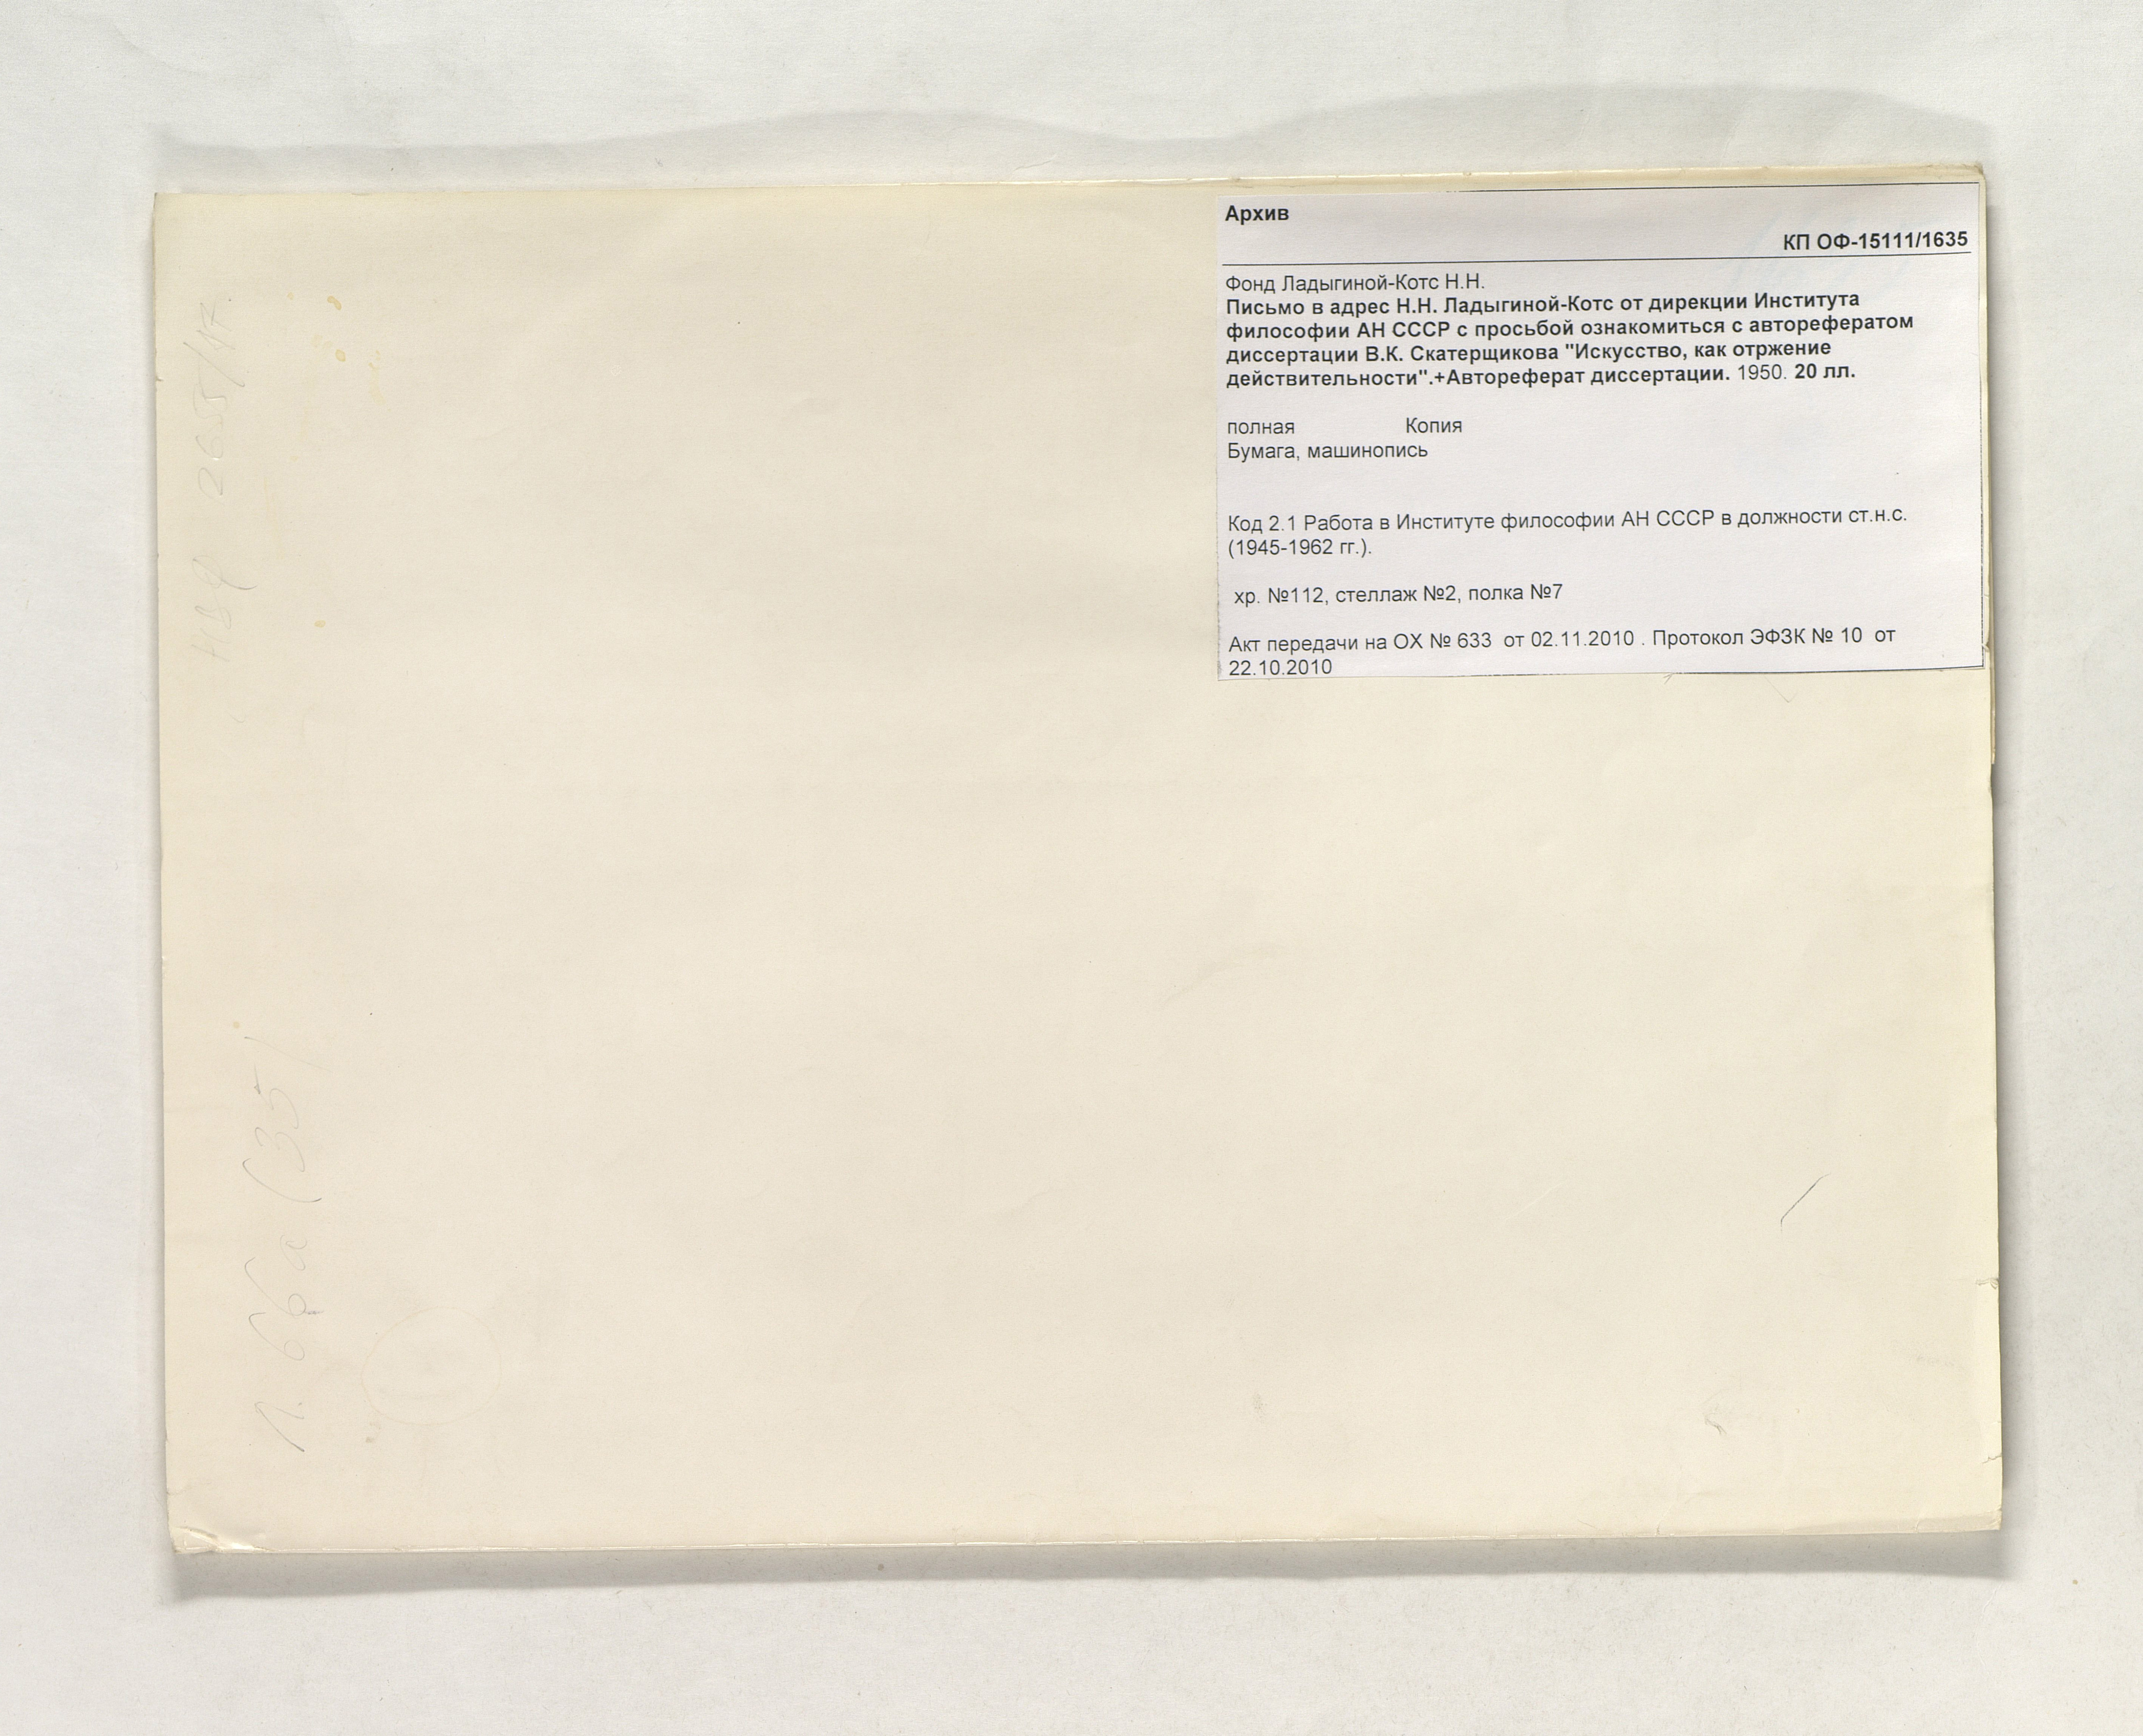 Архив
КП ОФ-15111/1635
Фонд Ладыгиной-Котс Н.Н.
Письмо в адрес Н.Н. Ладыгиной-Котс от дирекции Института
философии АН СССР с просьбой ознакомиться с авторефератом
диссертации В.К. Скатерщикова "Искусство, как отржение
действительности".+Автореферат диссертации. 1950. 20 лл.
полная Копия
Бумага, машинопись
Код 2.1 Работа в Институте философии АН СССР в должности ст.н.с.
(1945-1962 гг.).
хр. №112, стеллаж №2, полка №7
Акт передачи на ОХ № 633 от 02.11.2010 . Протокол ЭФЗК № 10 от
22.10.2010